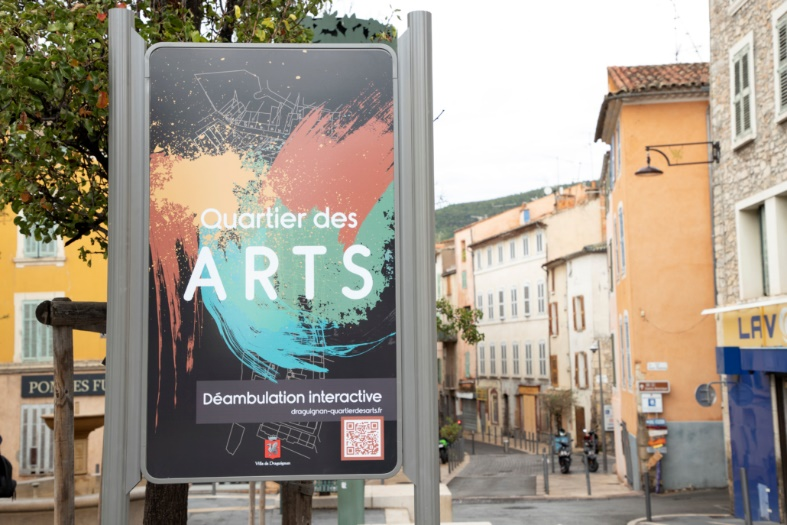 Quartier des
ARTS
Déambulation interactive
draguignan-quartierdesarts.fr
Ville de Draguignan
POMPES FU
LAV